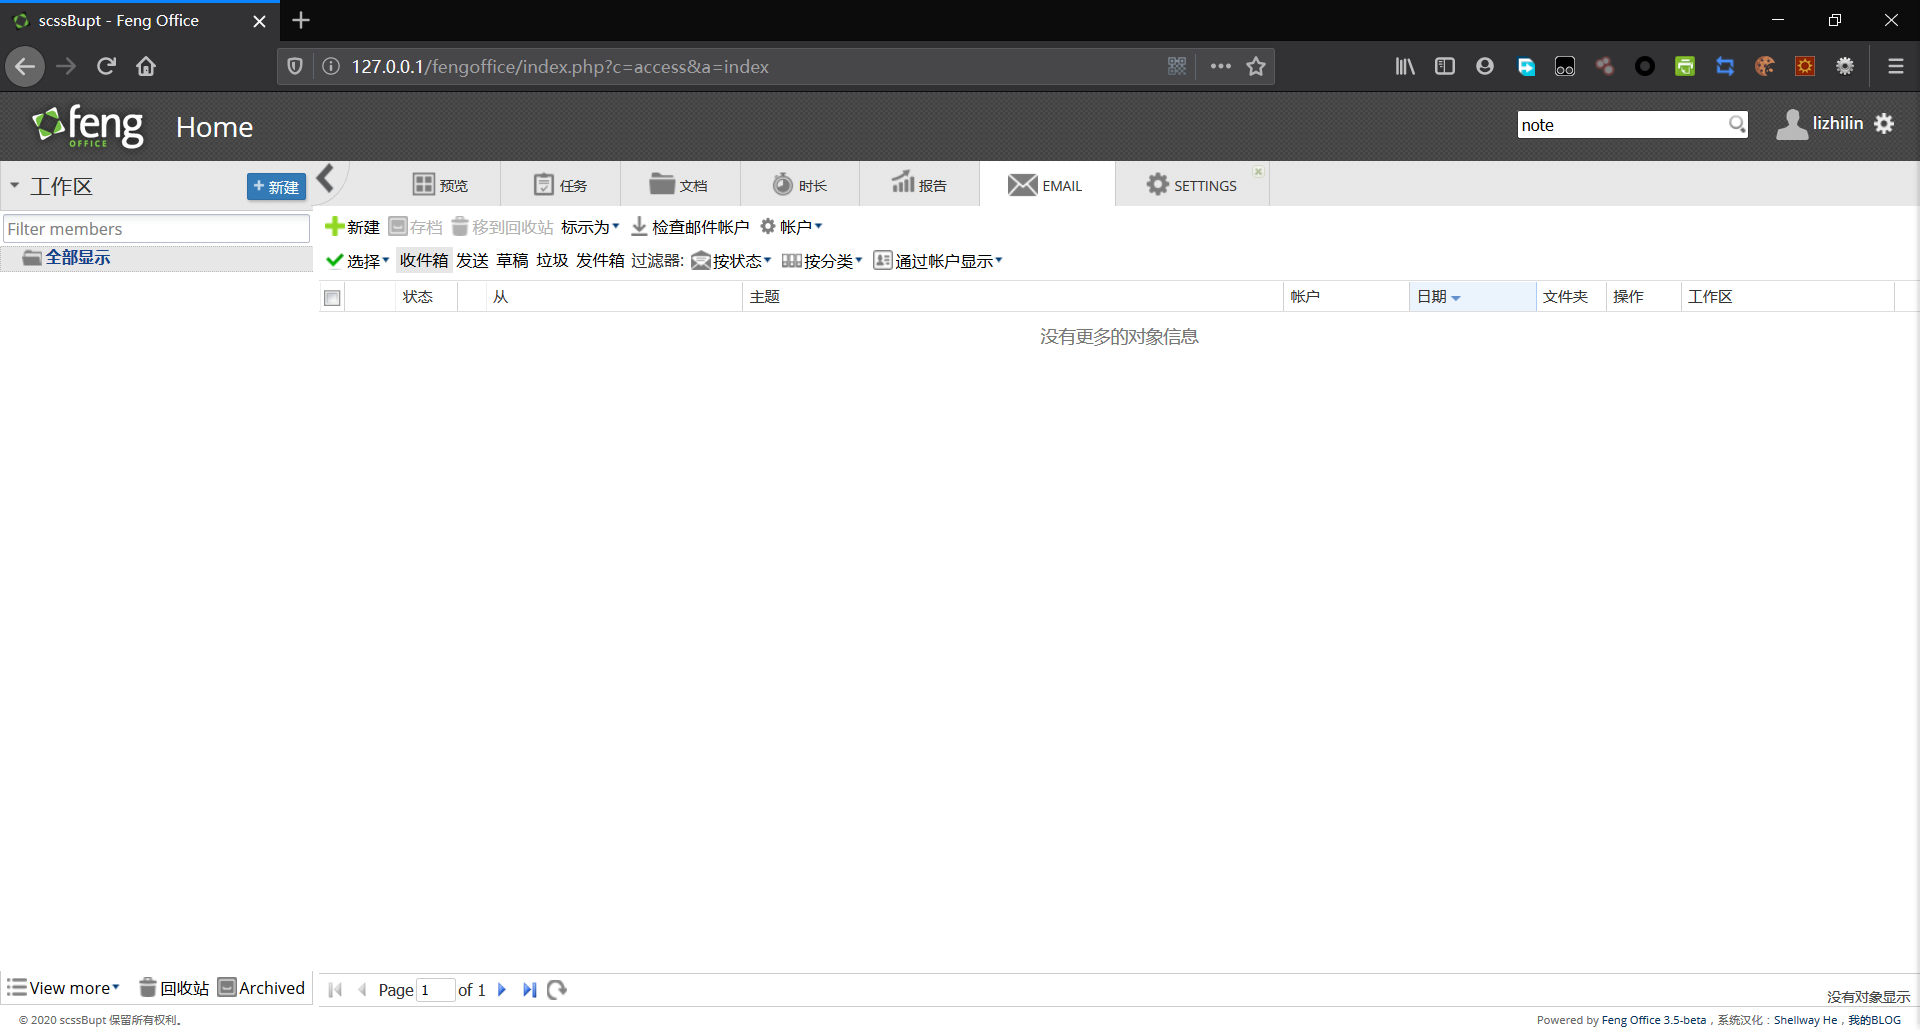 scssBupt - Feng Office
127.0.0.1/fengoffice/index.php?c=access&a=index
feng OFFICE Home note lizhilin
工作区 + 新建 预览 任务 文档 时长 报告 EMAIL SETTINGS
新建 存档 移到回收站 标示为 检查邮件帐户 帐户
Filter members
全部显示 选择 收件箱 发送 草稿 垃圾 发件箱 过滤器: 按状态 按分类 通过帐户显示
状态 从 主题 帐户 日期 文件夹 操作 工作区
没有更多的对象信息
View more 回收站 Archived Page 1 of 1
没有对象显示
© 2020 scssBupt 保留所有权利。 Powered by Feng Office 3.5-beta，系统汉化：Shellway He，我的BLOG